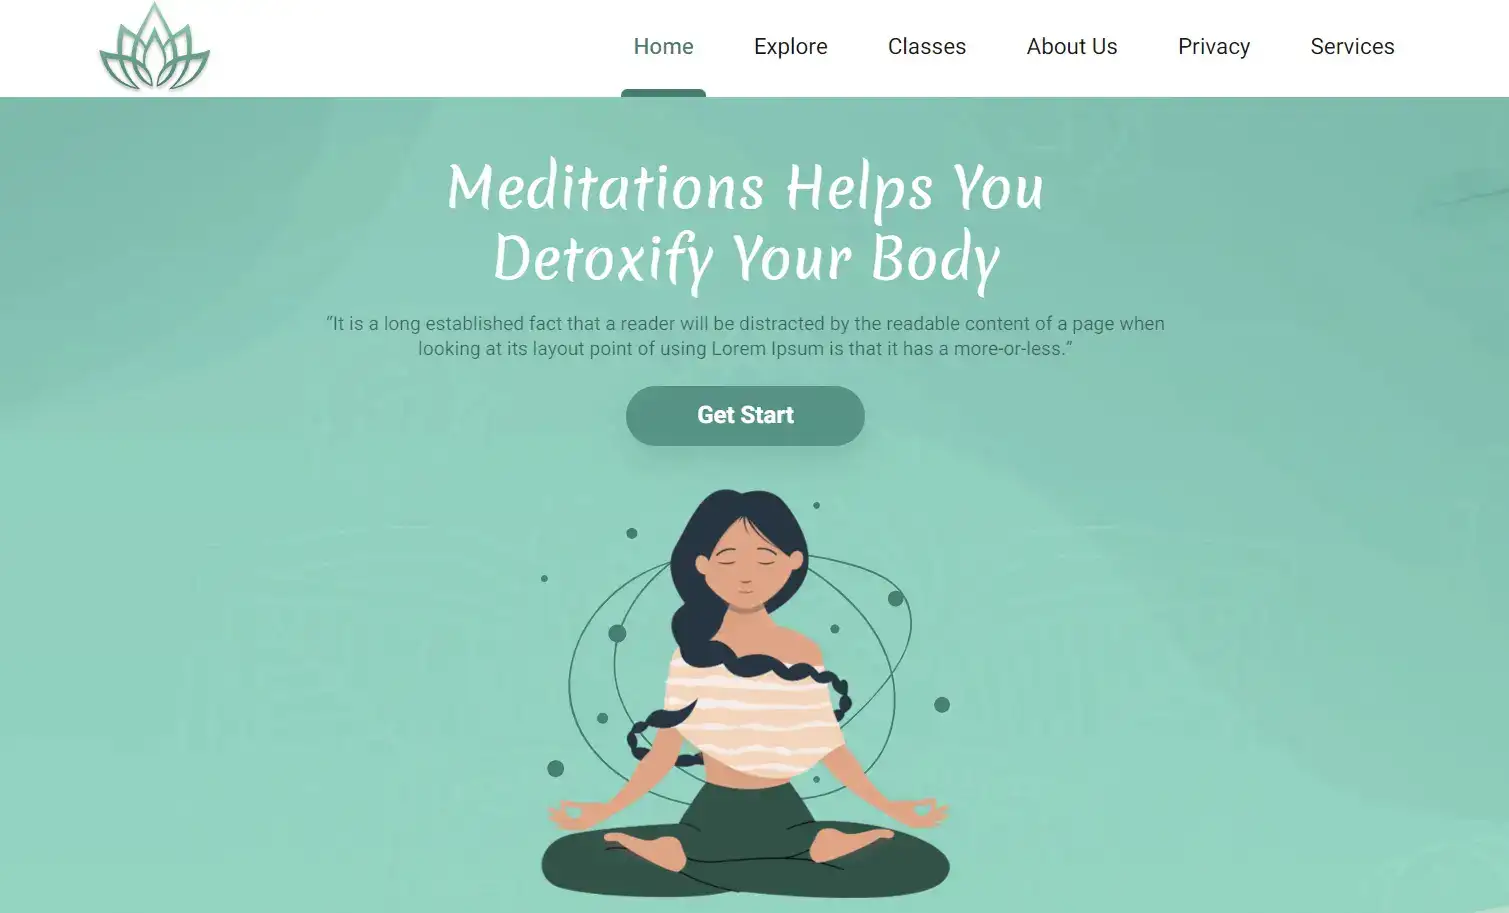 Home Explore Classes About Us Privacy Services
Meditations Helps You
Detoxify Your Body
“It is a long established fact that a reader will be distracted by the readable content of a page when
looking at its layout point of using Lorem Ipsum is that it has a more-or-less.”
Get Start